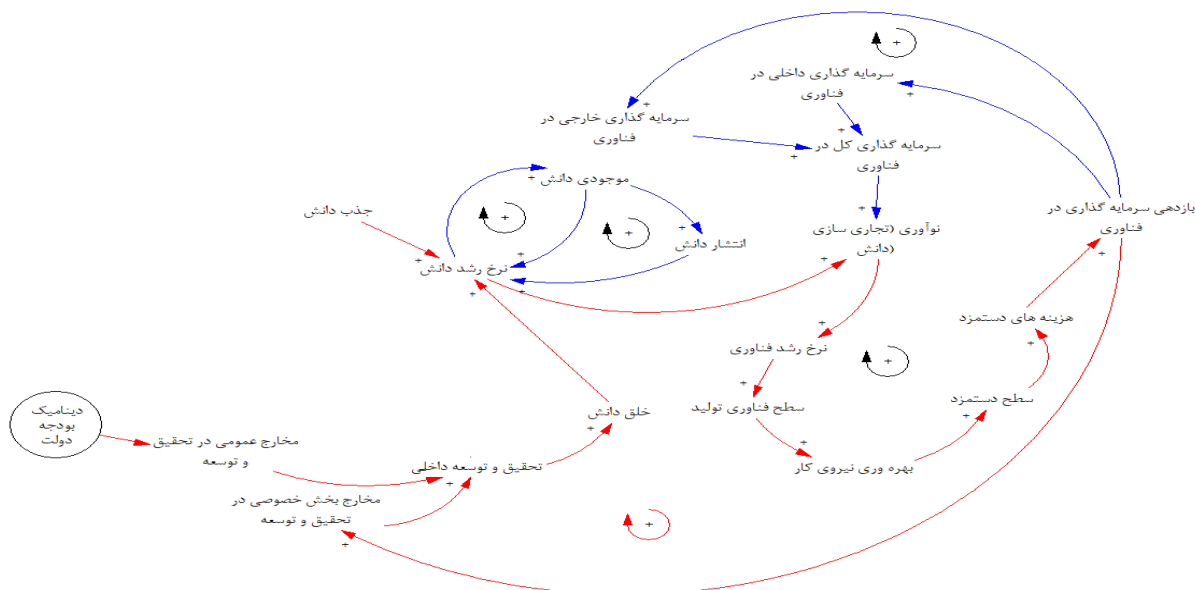 سرمایه گذاری داخلی در
فناوری
سرمایه گذاری خارجی در
فناوری
سرمایه گذاری کل در
فناوری
موجودی دانش
جذب دانش
بازدهی سرمایه گذاری در
فناوری
نوآوری (تجاری سازی
دانش)
انتشار دانش
نرخ رشد دانش
هزینه های دستمزد
نرخ رشد فناوری
سطح دستمزد
سطح فناوری تولید
خلق دانش
دینامیک
بودجه
دولت
مخارج عمومی در تحقیق
و توسعه
تحقیق و توسعه داخلی
بهره وری نیروی کار
مخارج بخش خصوصی در
تحقیق و توسعه